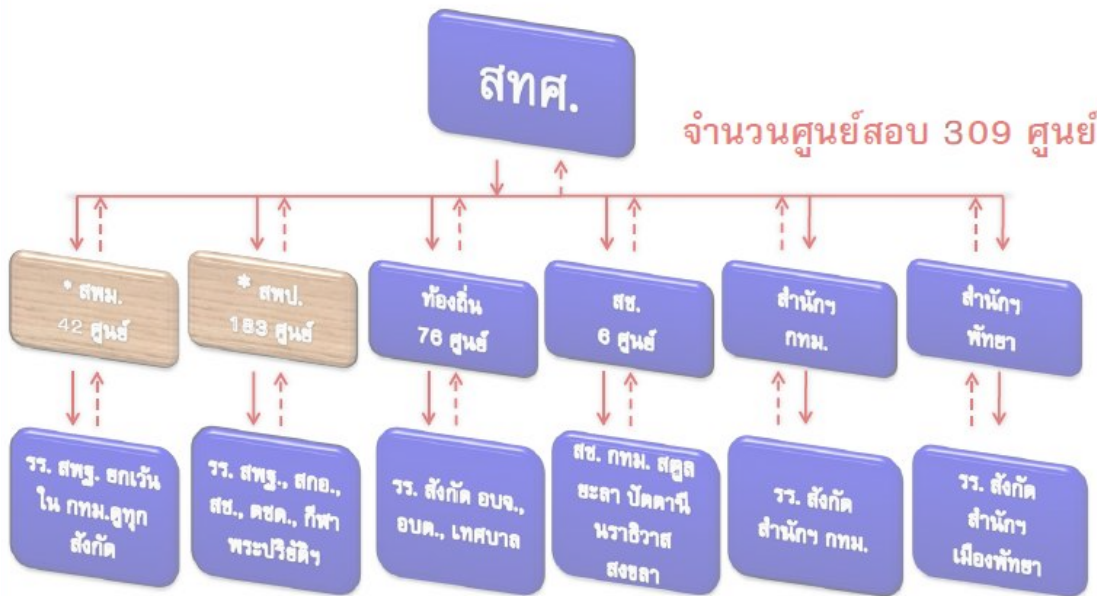 สทศ.
จำนวนศูนย์สอบ 309 ศูนย์
* สพม.
42 ศูนย์
* สพป.
183 ศูนย์
ท้องถิ่น
76 ศูนย์
สช.
6 ศูนย์
สำนักฯ
กทม.
สำนักฯ
พัทยา
รร. สพฐ. ยกเว้น
ใน กทม.ดูทุก
สังกัด
รร. สพฐ., สกอ.,
สช., ตชด., กีฬา
พระปริยัติฯ
รร. สังกัด อบจ.,
อบต., เทศบาล
สช. กทม. สตูล
ยะลา ปัตตานี
นราธิวาส
สงขลา
รร. สังกัด
สำนักฯ กทม.
รร. สังกัด
สำนักฯ
เมืองพัทยา